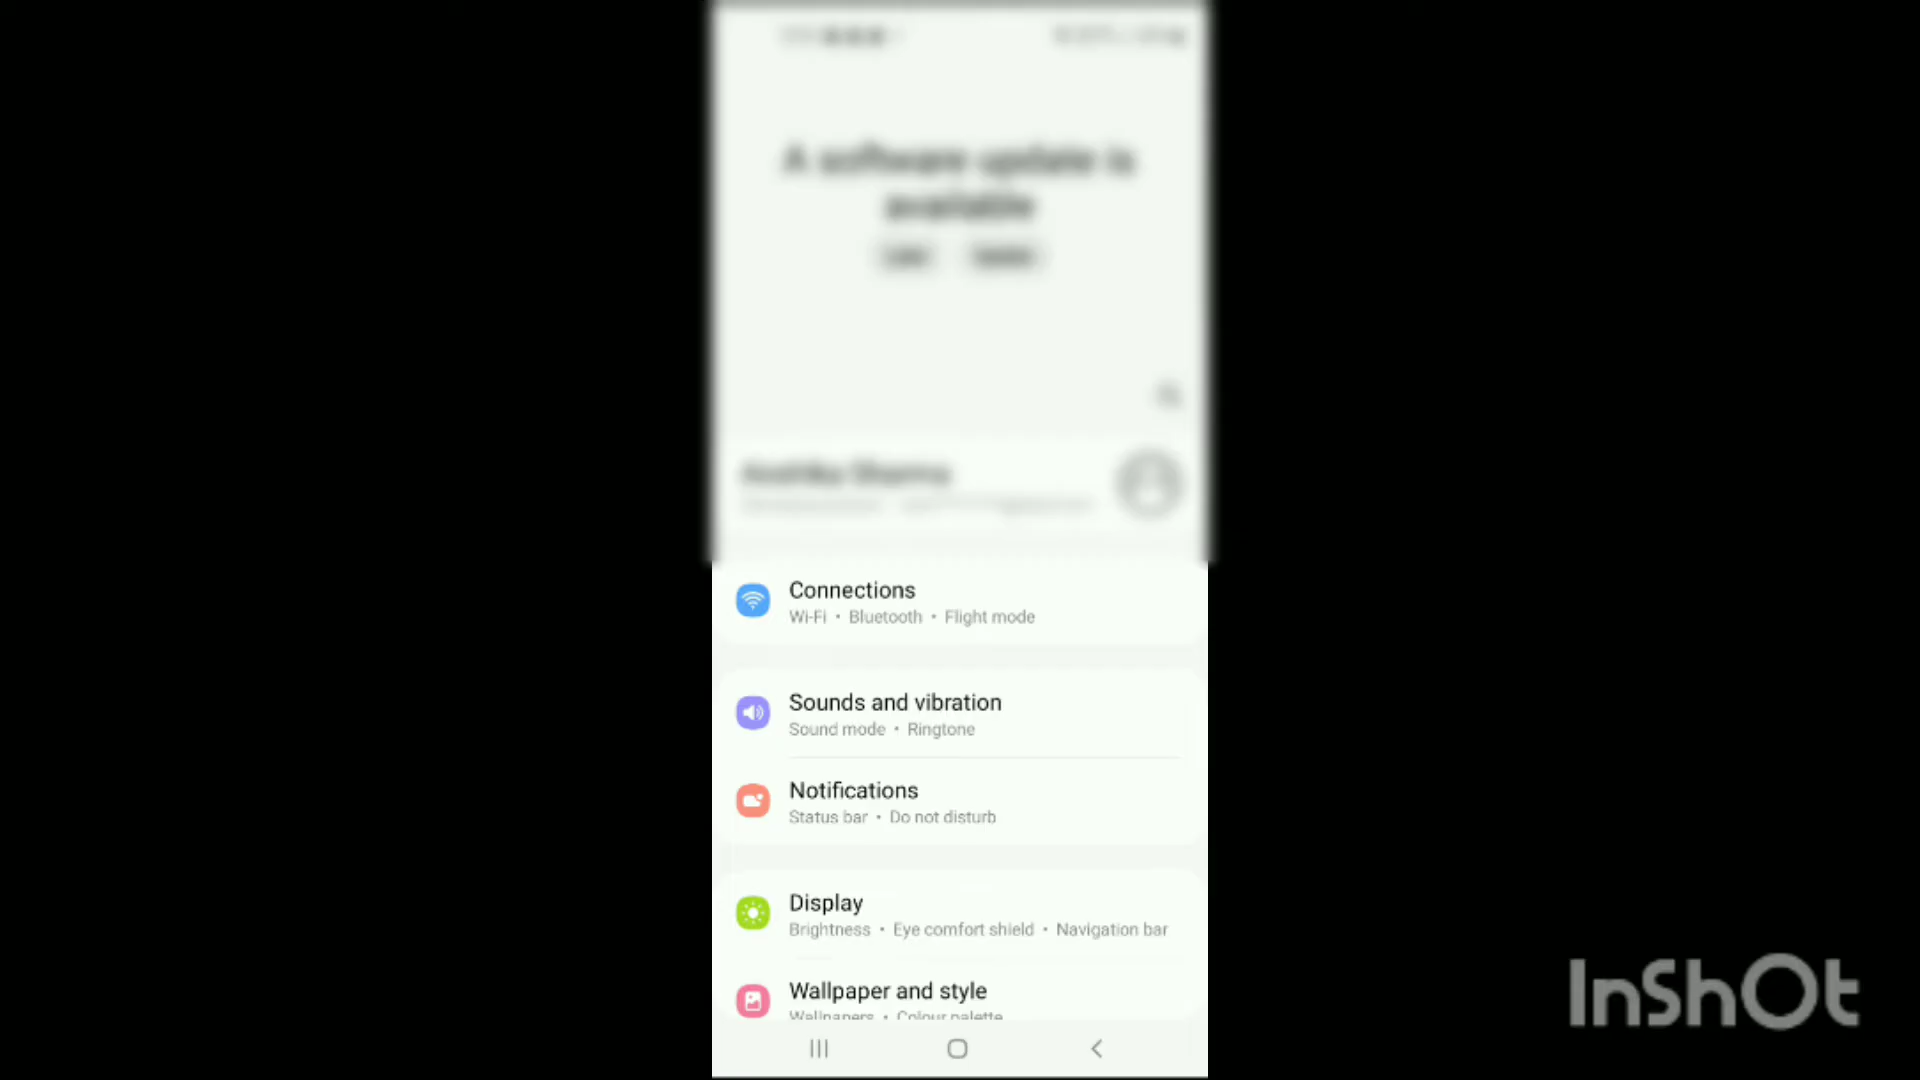 A software update is
available
Connections
Wi-Fi • Bluetooth • Flight mode
Sounds and vibration
Sound mode • Ringtone
Notifications
Status bar • Do not disturb
Display
Brightness • Eye comfort shield • Navigation bar
Wallpaper and style
Wallpapers • Colour palette
InShOt